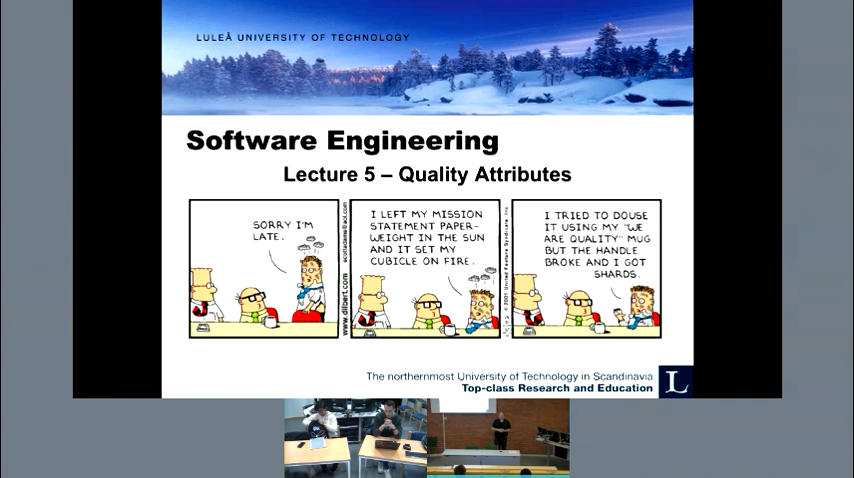 LULEÅ UNIVERSITY OF TECHNOLOGY
Software Engineering
Lecture 5 – Quality Attributes
SORRY I'M
LATE.
scottadams@aol.com
www.dilbert.com
I LEFT MY MISSION
STATEMENT PAPER-
WEIGHT IN THE SUN
AND IT SET MY
CUBICLE ON FIRE.
© 2001 United Feature Syndicate, Inc.
I TRIED TO DOUSE
IT USING MY "WE
ARE QUALITY" MUG
BUT THE HANDLE
BROKE AND I GOT
SHARDS.
The northernmost University of Technology in Scandinavia
Top-class Research and Education
L